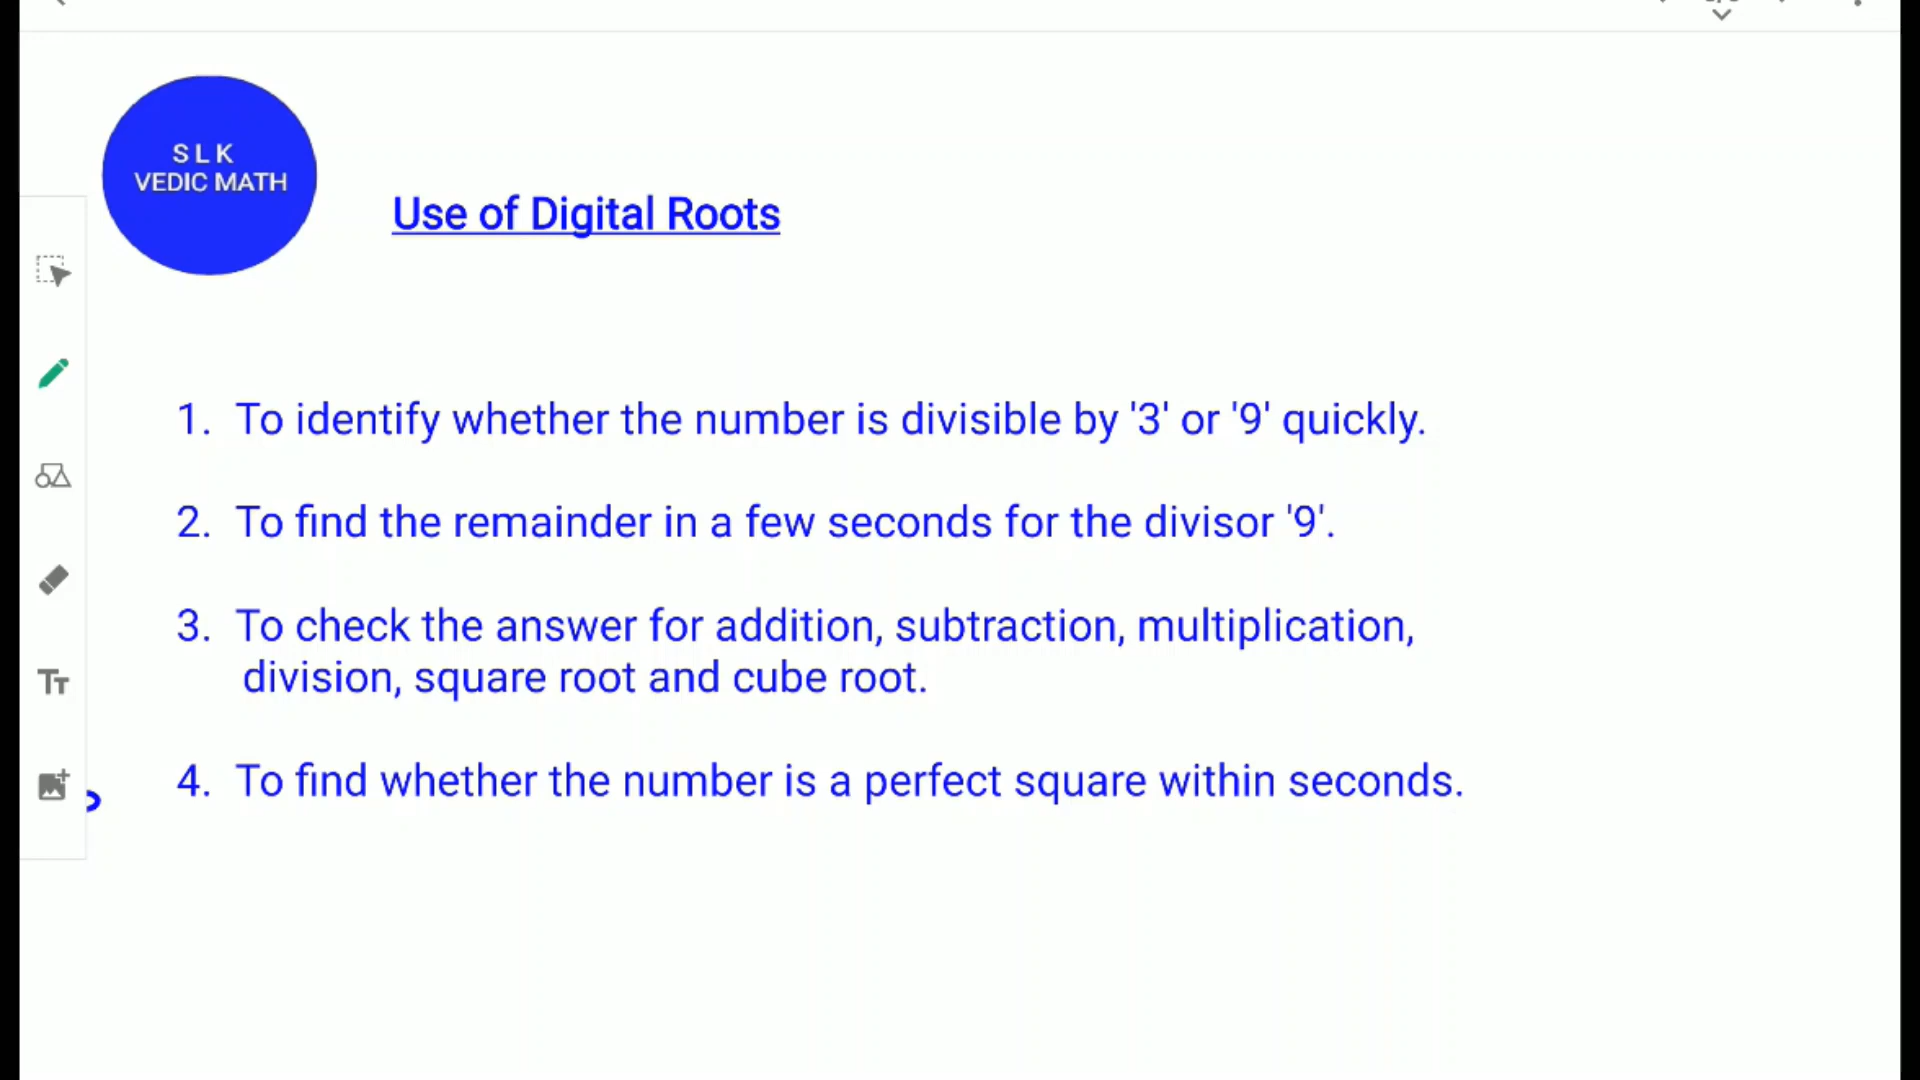 S L K
VEDIC MATH
Use of Digital Roots
1. To identify whether the number is divisible by '3' or '9' quickly.
2. To find the remainder in a few seconds for the divisor '9'.
3. To check the answer for addition, subtraction, multiplication,
division, square root and cube root.
4. To find whether the number is a perfect square within seconds.